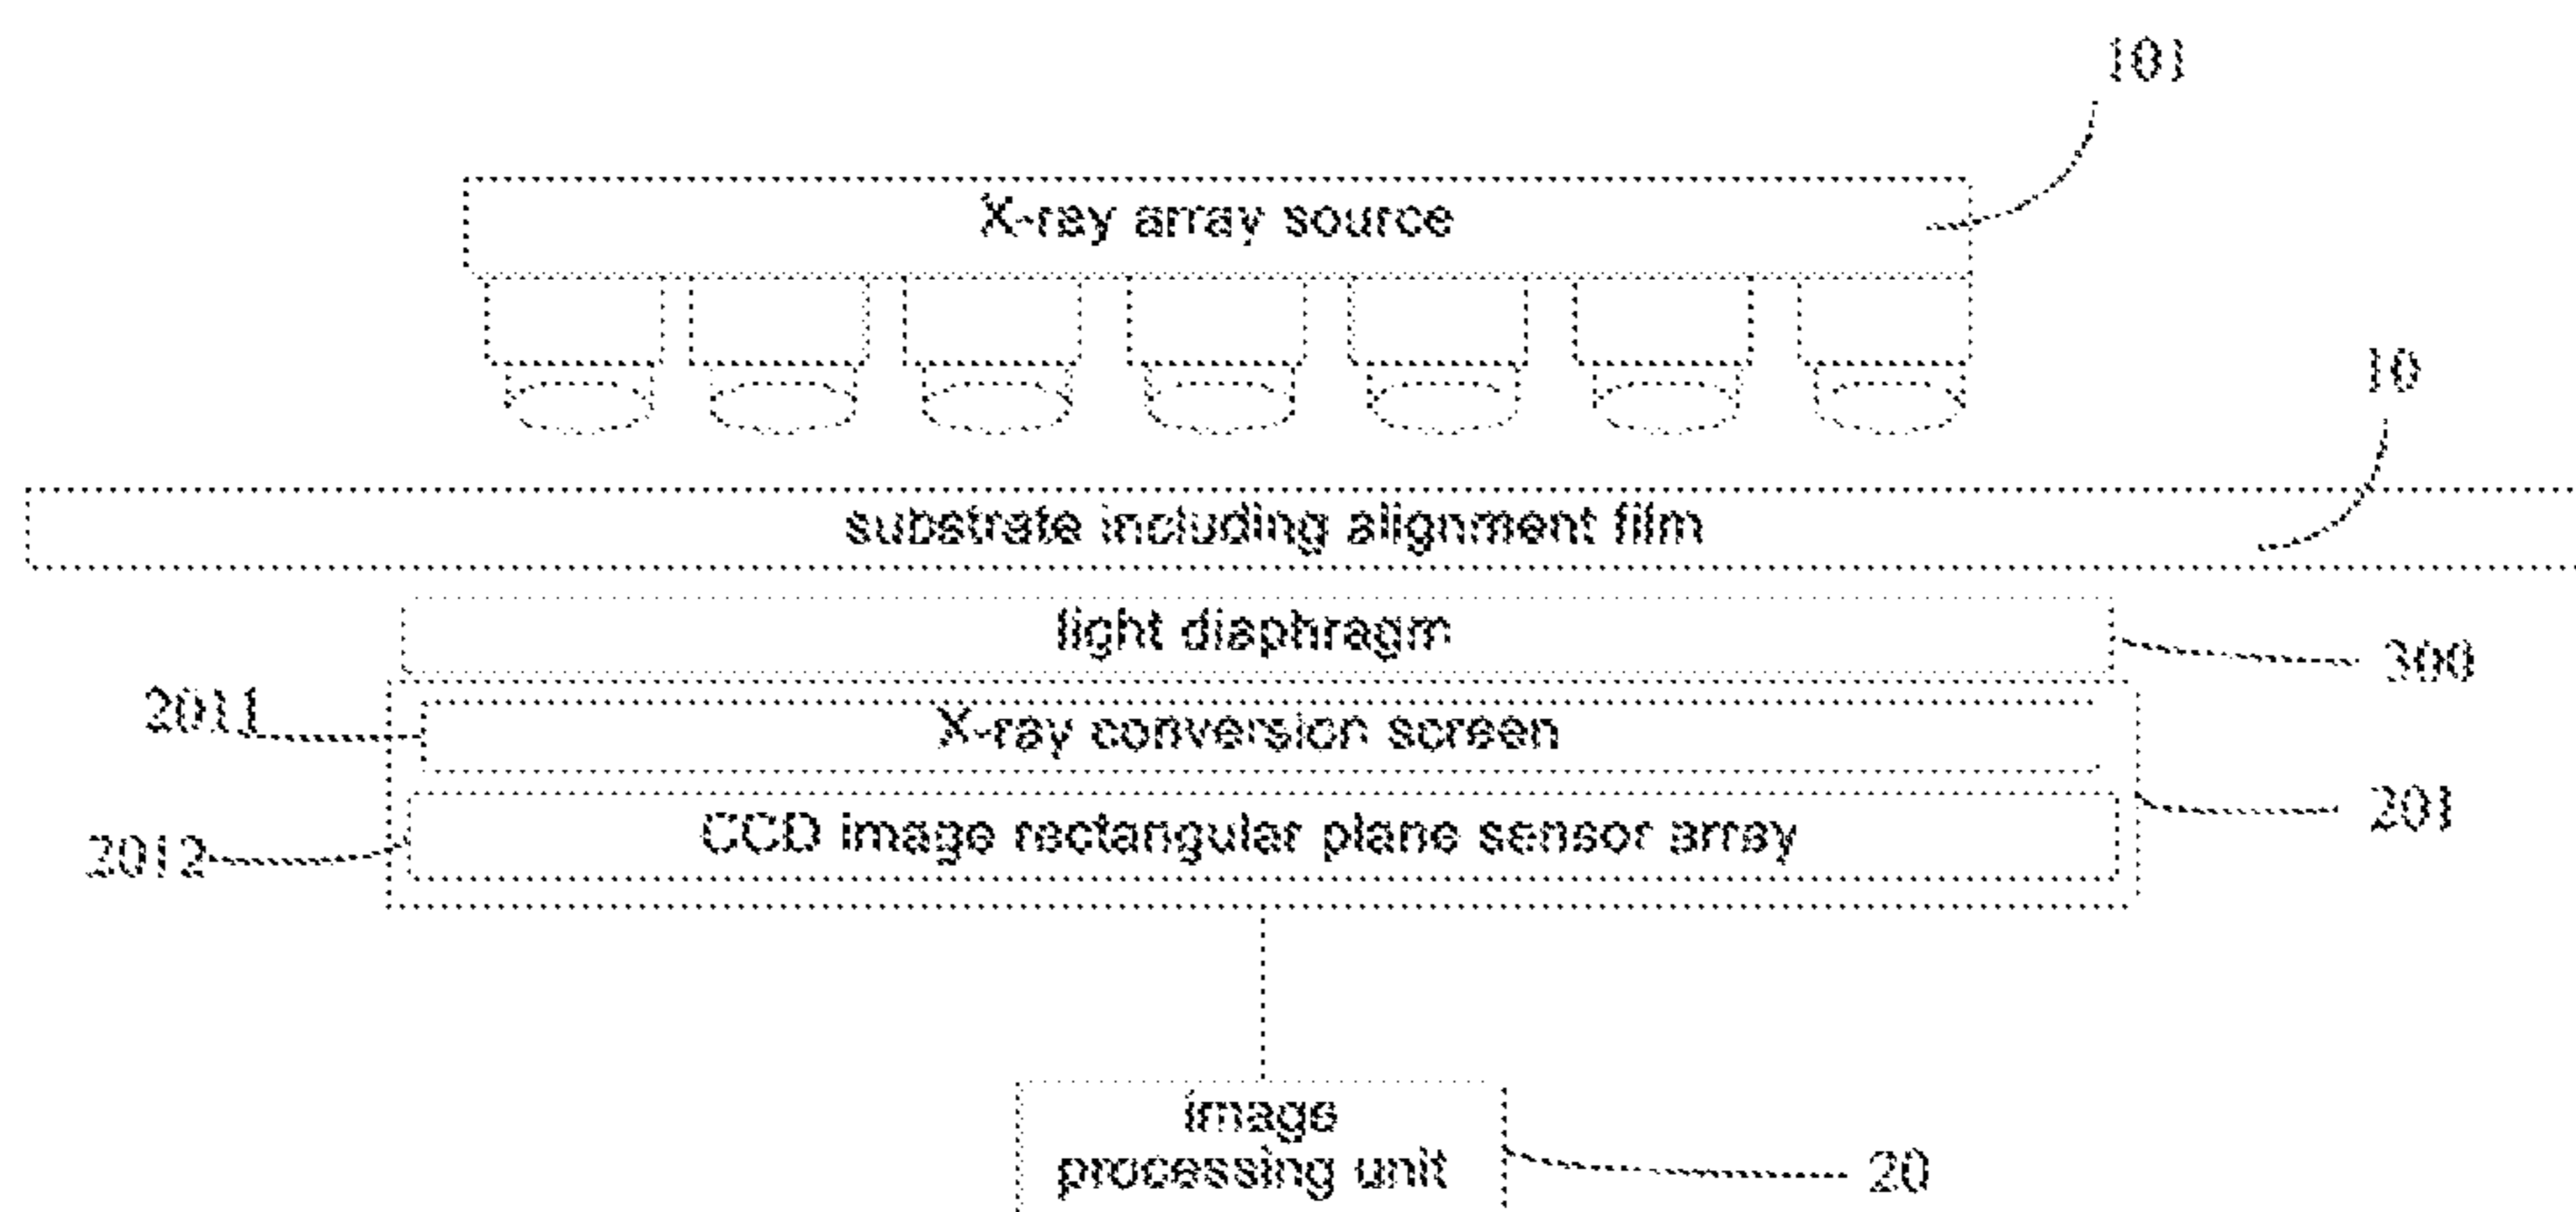 101
X-ray array source
10
substrate including alignment film
light diaphragm
300
2011
X-ray conversion screen
201
CCD image rectangular plane sensor array
2012
image
processing unit
20